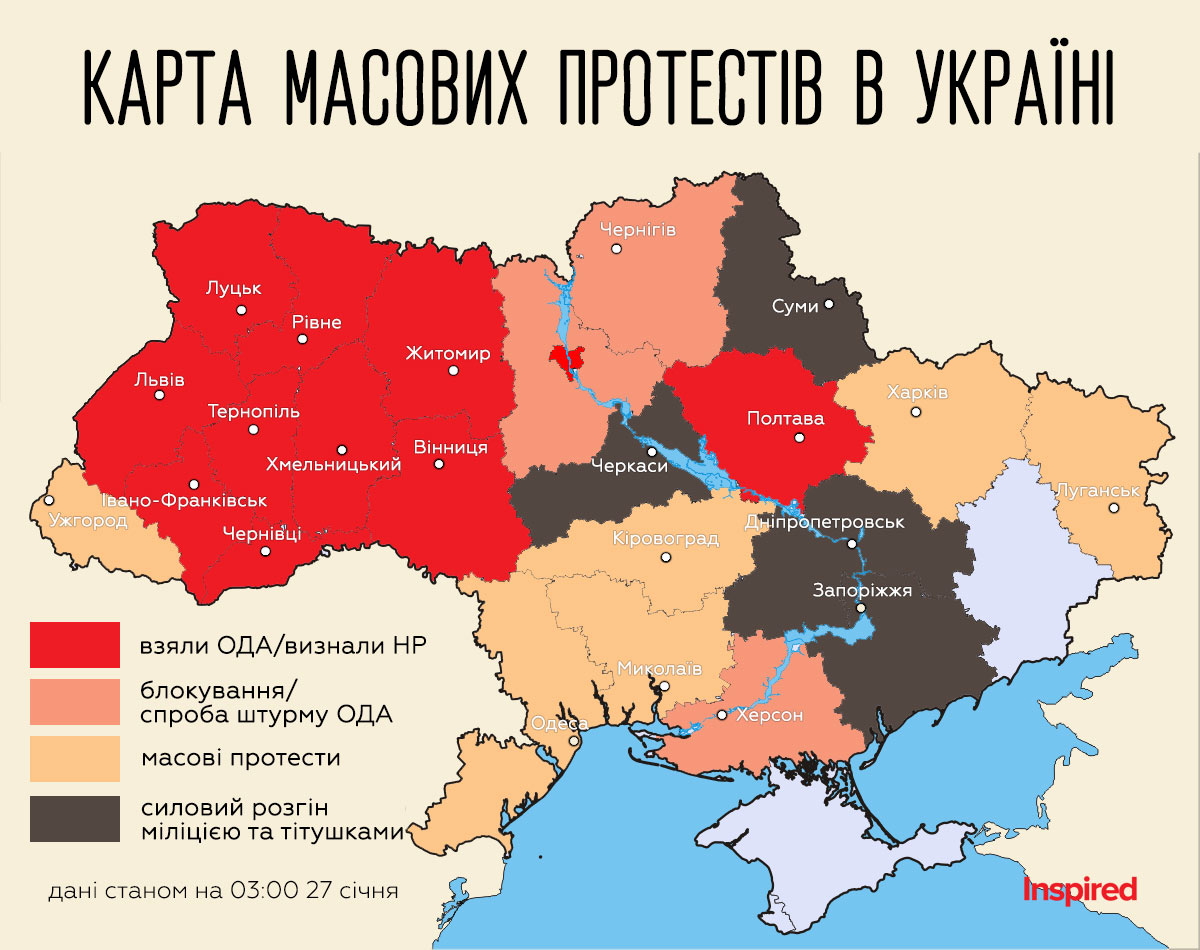 КАРТА МАСОВИХ ПРОТЕСТІВ В УКРАЇНІ
Чернігів
Луцьк
Суми
Рівне
Житомир
Львів
Харків
Тернопіль
Полтава
Вінниця
Хмельницький
Черкаси
Луганськ
Івано-Франківськ
Ужгород
Дніпропетровськ
Чернівці
Кіровоград
Запоріжжя
взяли ОДА/визнали НР
Миколаїв
блокування/
спроба штурму ОДА
Херсон
Одеса
масові протести
силовий розгін
міліцією та тітушками
дані станом на 03:00 27 січня
Inspired